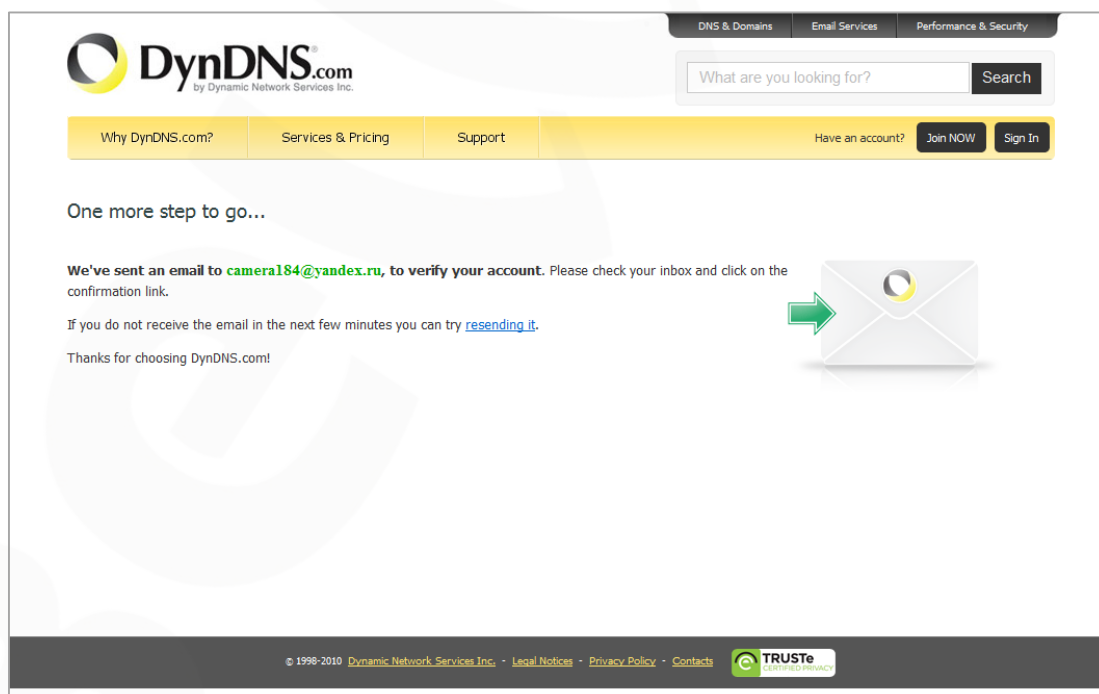 DNS & Domains Email Services Performance & Security
DynDNS.com
by Dynamic Network Services Inc.
What are you looking for? Search
Why DynDNS.com? Services & Pricing Support Have an account? Join NOW Sign In
One more step to go...
We've sent an email to camera184@yandex.ru, to verify your account. Please check your inbox and click on the
confirmation link.
If you do not receive the email in the next few minutes you can try resending it.
Thanks for choosing DynDNS.com!
© 1998-2010 Dynamic Network Services Inc. - Legal Notices - Privacy Policy - Contacts
TRUSTe
CERTIFIED PRIVACY